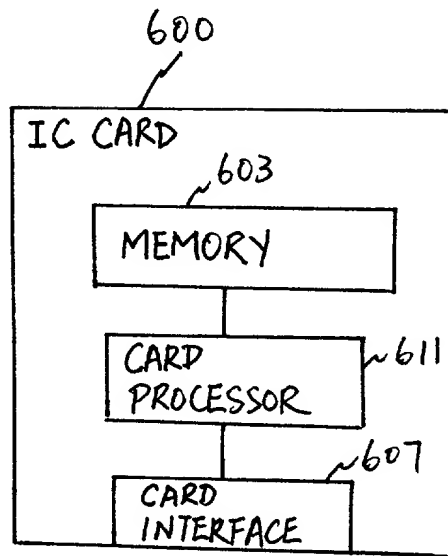 600
IC CARD
603
MEMORY
CARD
PROCESSOR
611
607
CARD
INTERFACE